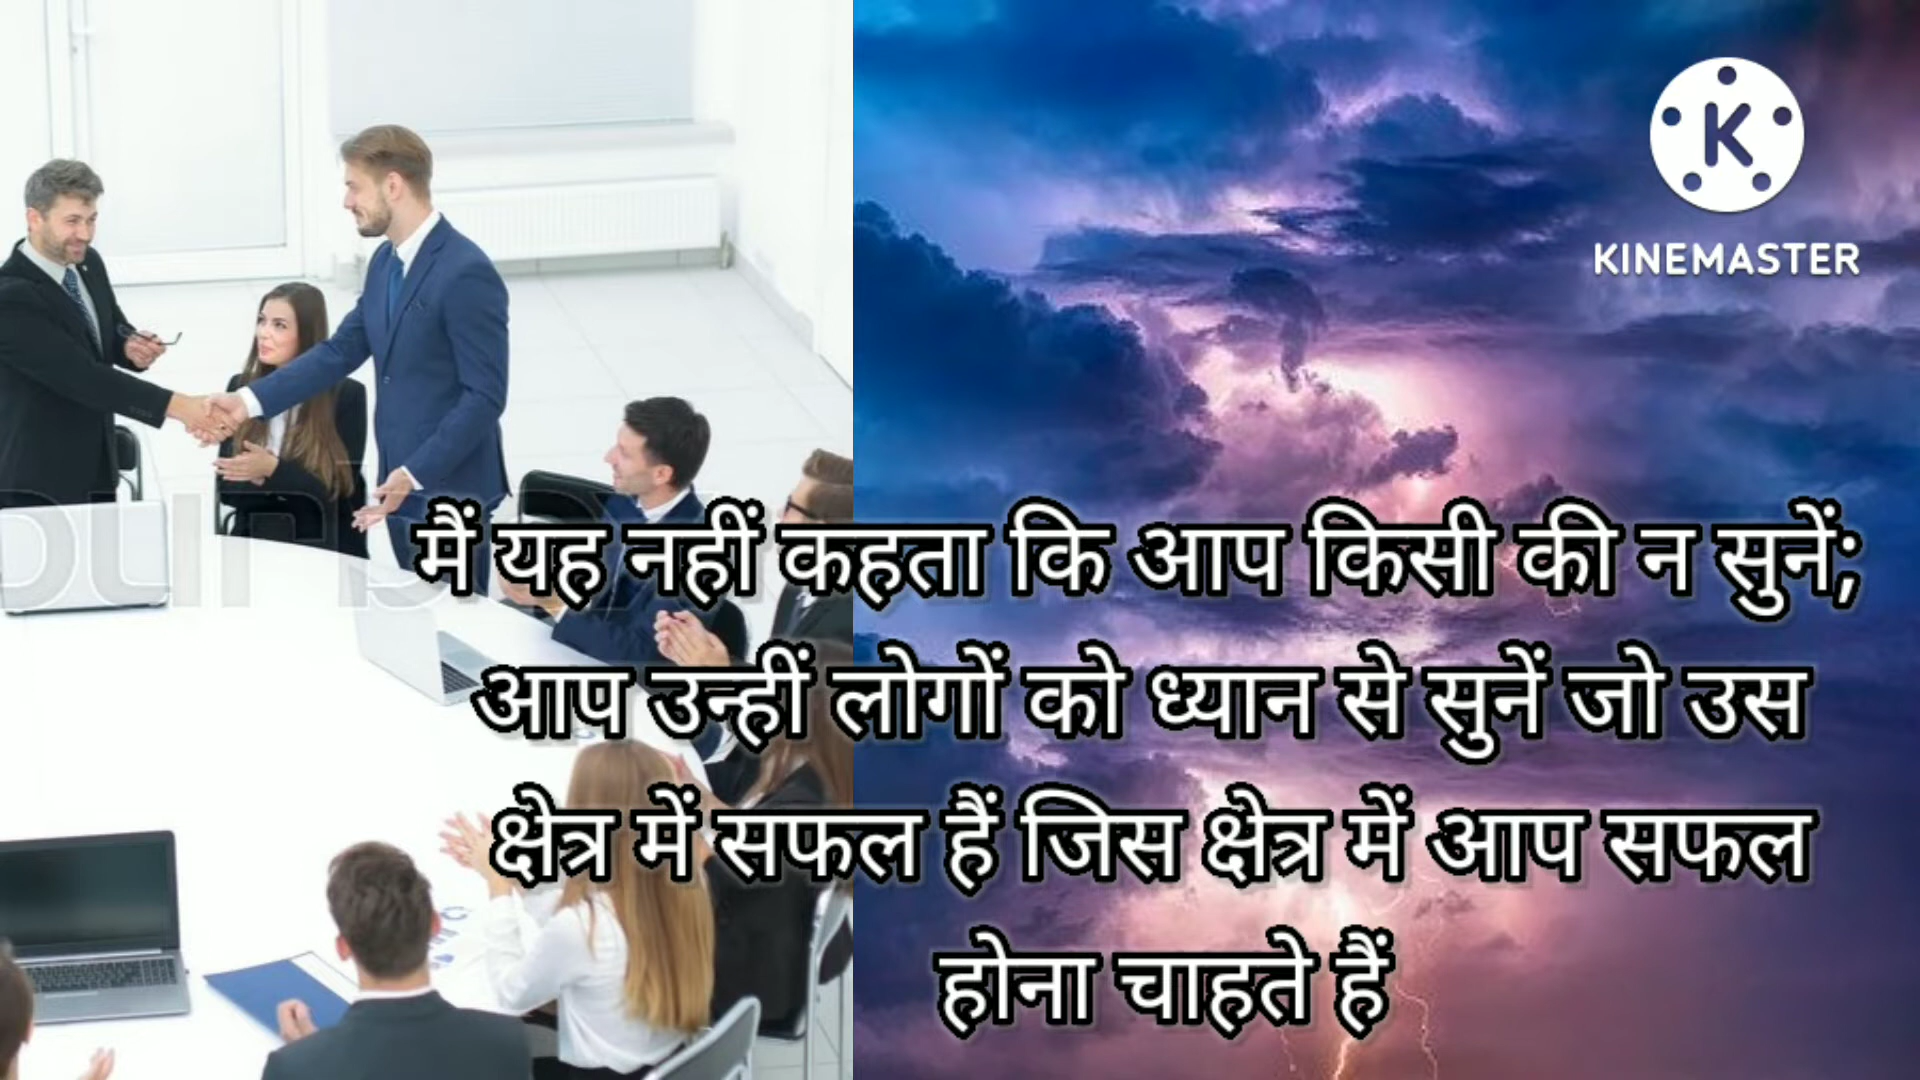 KINEMASTER
मैं यह नहीं कहता कि आप किसी की न सुनें;
आप उन्हीं लोगों को ध्यान से सुनें जो उस
क्षेत्र में सफल हैं जिस क्षेत्र में आप सफल
होना चाहते हैं